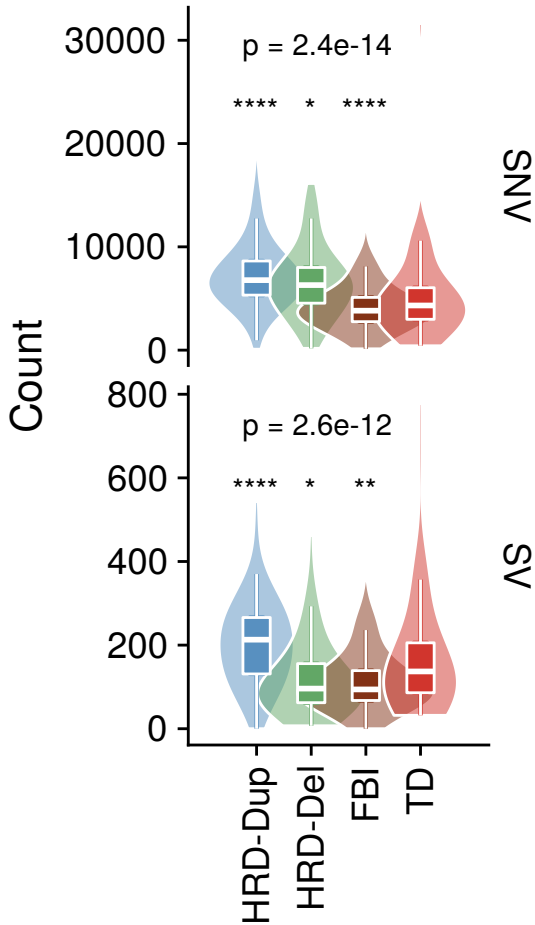 Count
30000
20000
10000
0
p = 2.4e-14
**** * ****
SNV
800
600
400
200
0
p = 2.6e-12
**** * **
SV
HRD-Dup
HRD-Del
FBI
TD